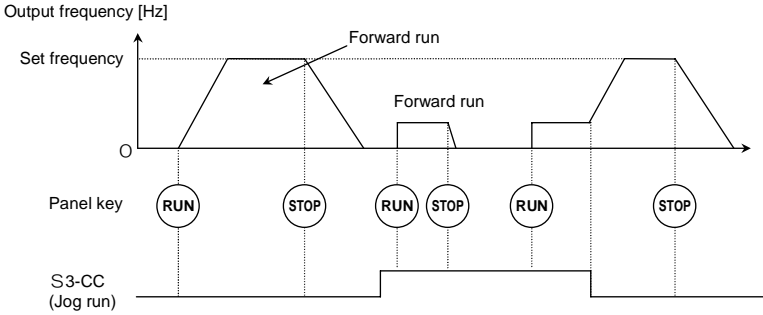 Output frequency [Hz]
Forward run
Set frequency
Forward run
0
Panel key
RUN
STOP
RUN
STOP
RUN
STOP
S3-CC
(Jog run)